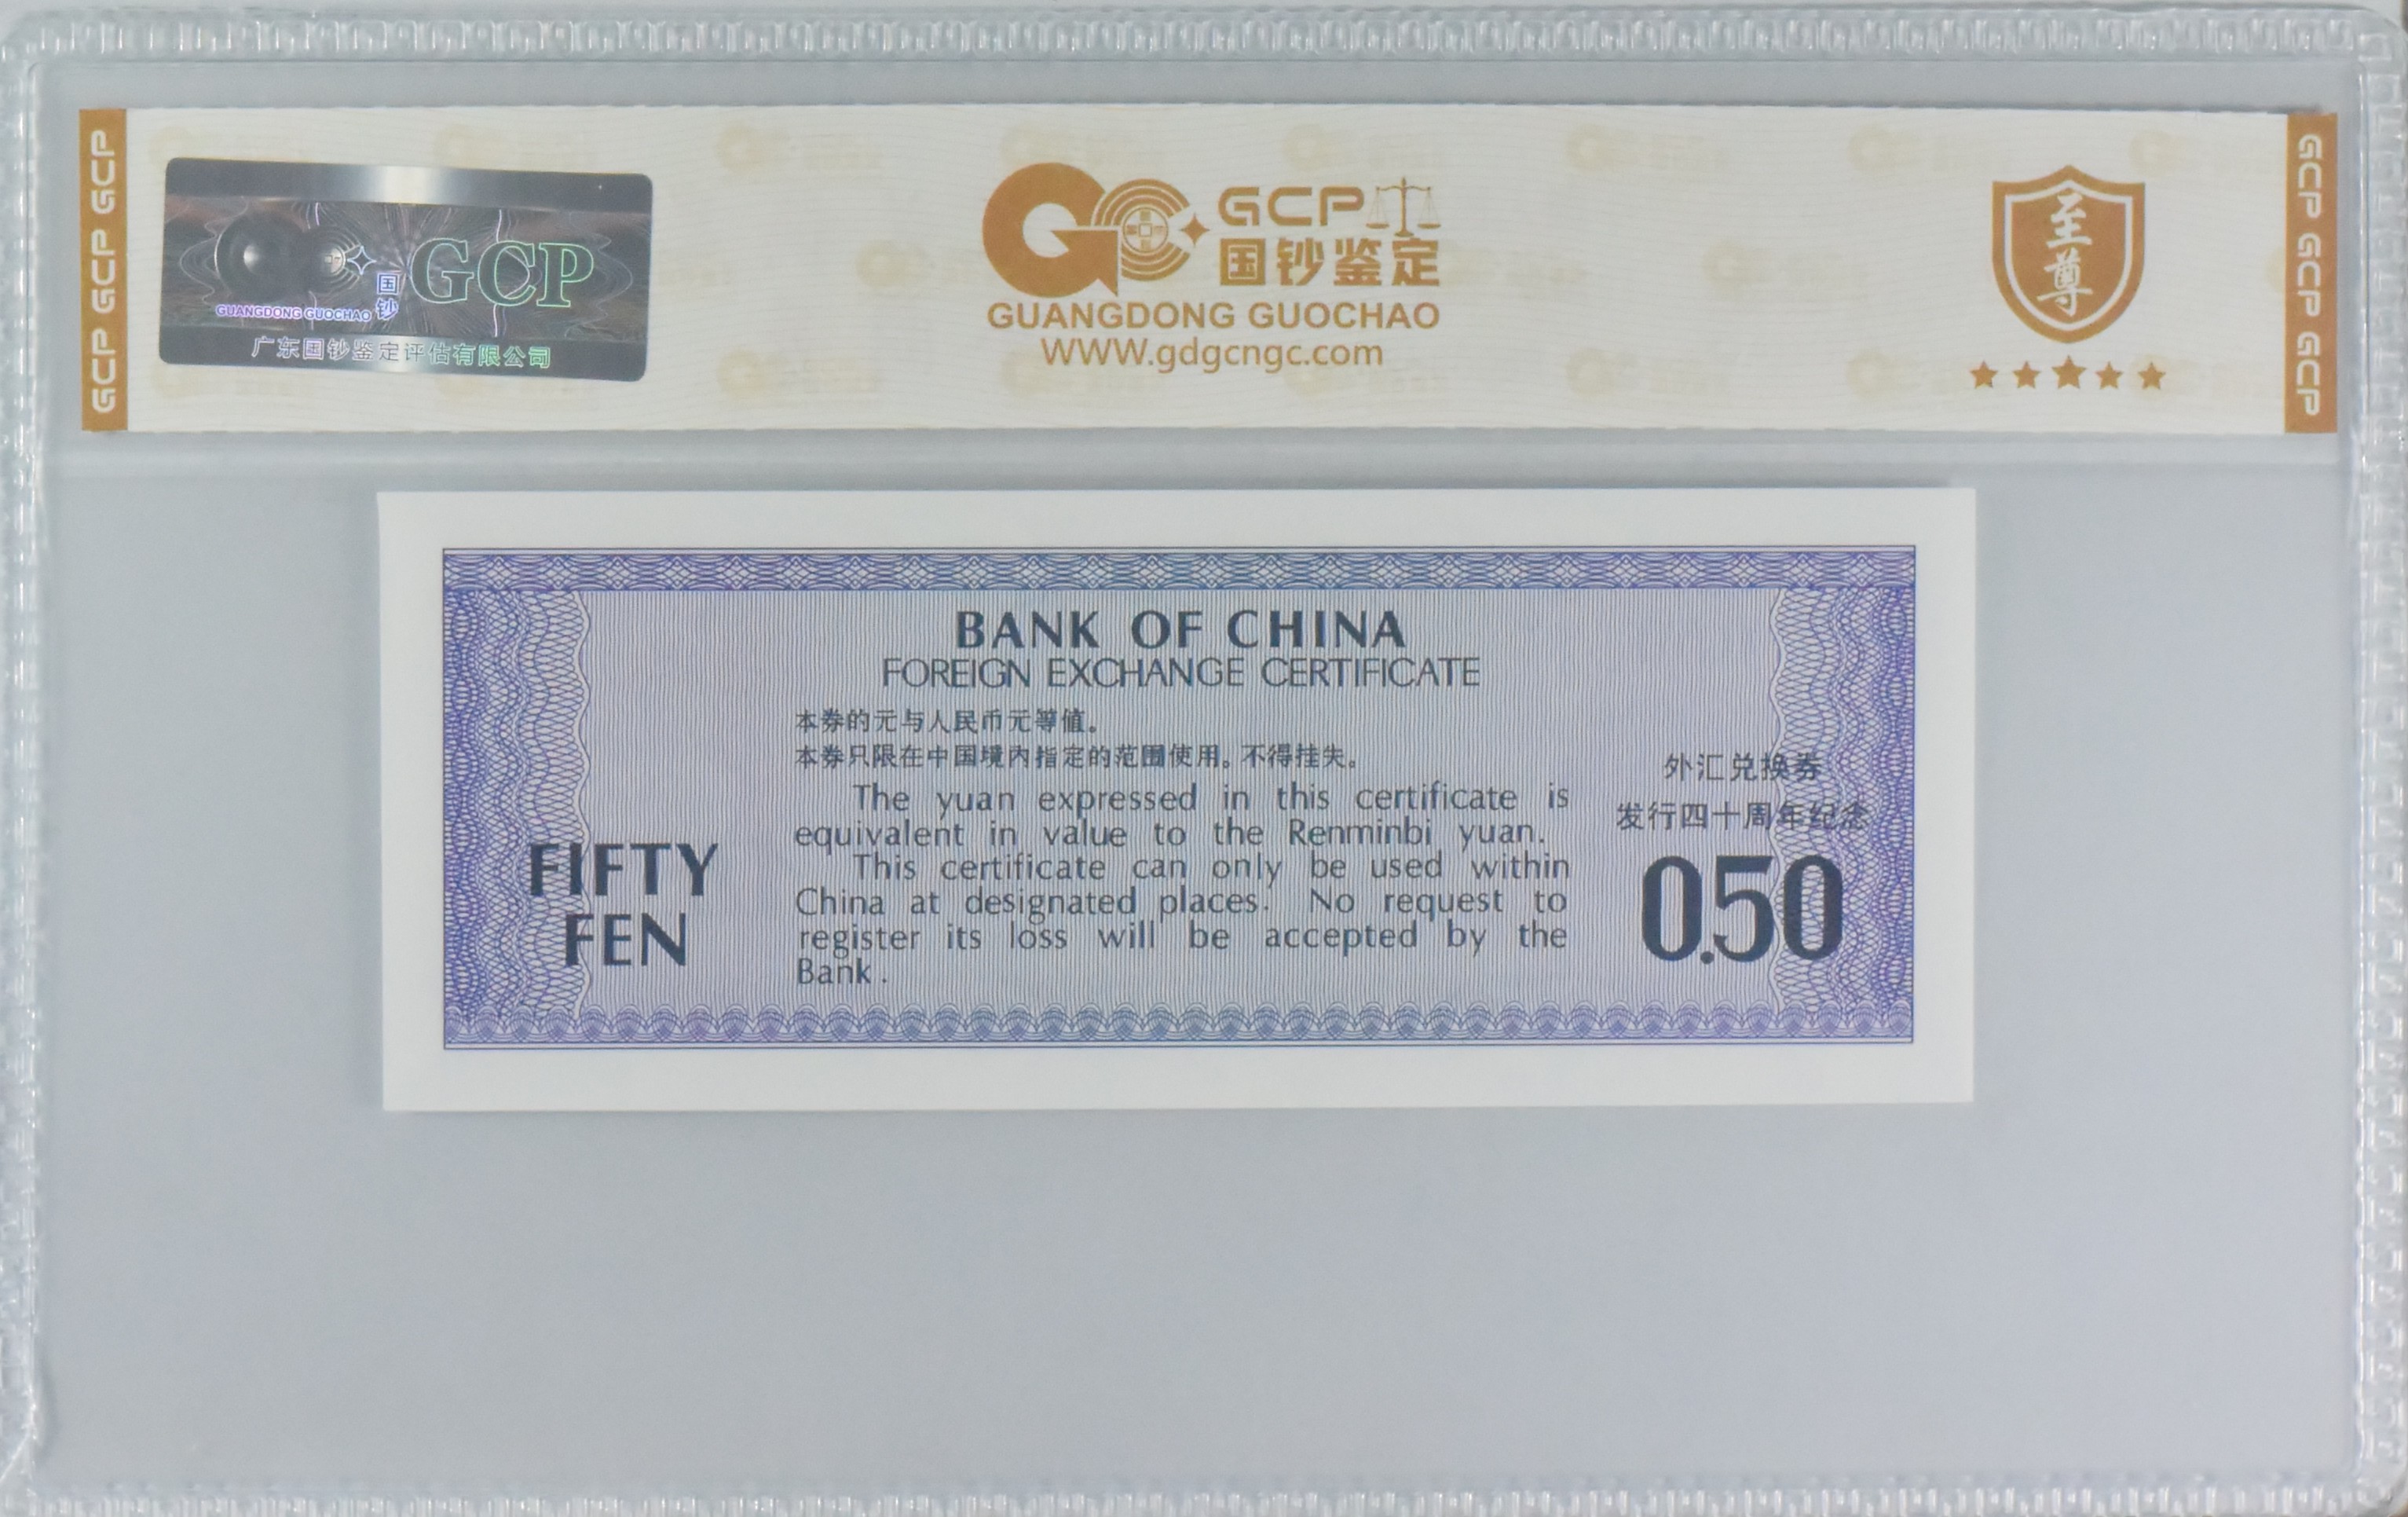 GCP GCP GCP
国钞
GCP
GUANGDONG GUOCHAO
广东国钞鉴定评估有限公司
GCP
国钞鉴定
GUANGDONG GUOCHAO
WWW.gdgcngc.com
至尊
GCP GCP GCP
BANK OF CHINA
FOREIGN EXCHANGE CERTIFICATE
本券的元与人民币元等值。
本券只限在中国境内指定的范围使用。不得挂失。
The yuan expressed in this certificate is
equivalent in value to the Renminbi yuan.
This certificate can only be used within
China at designated places. No request to
register its loss will be accepted by the
Bank.
FIFTY
FEN
外汇兑换券
发行四十周年纪念
0.50